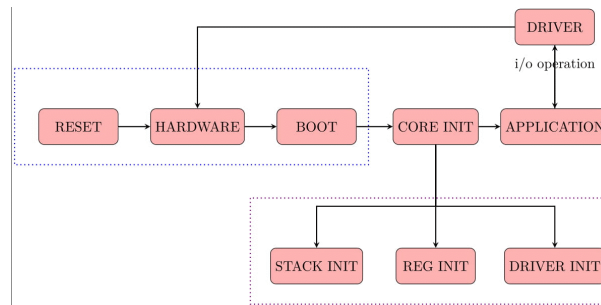 DRIVER
i/o operation
RESET
HARDWARE
BOOT
CORE INIT
APPLICATION
STACK INIT
REG INIT
DRIVER INIT